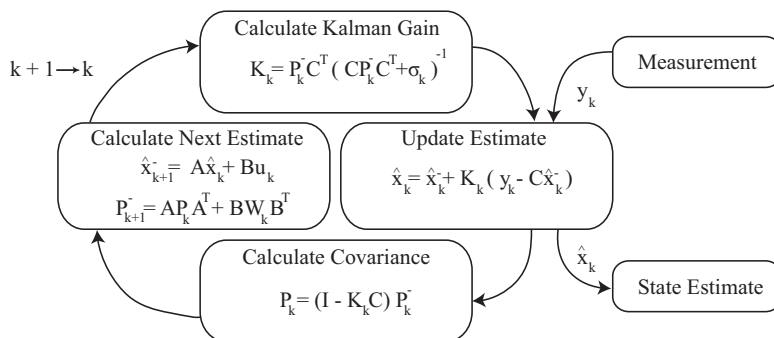 Calculate Kalman Gain
K_k = P_k^- C^T ( CP_k^- C^T + σ_k )^-1
k + 1 → k
Measurement
y_k
Calculate Next Estimate
x̂_{k+1}^- = Ax̂_k + Bu_k
P_{k+1}^- = AP_k A^T + BW_k B^T
Update Estimate
x̂_k = x̂_k^- + K_k ( y_k - Cx̂_k^- )
Calculate Covariance
P_k = (I - K_k C) P_k^-
x̂_k
State Estimate